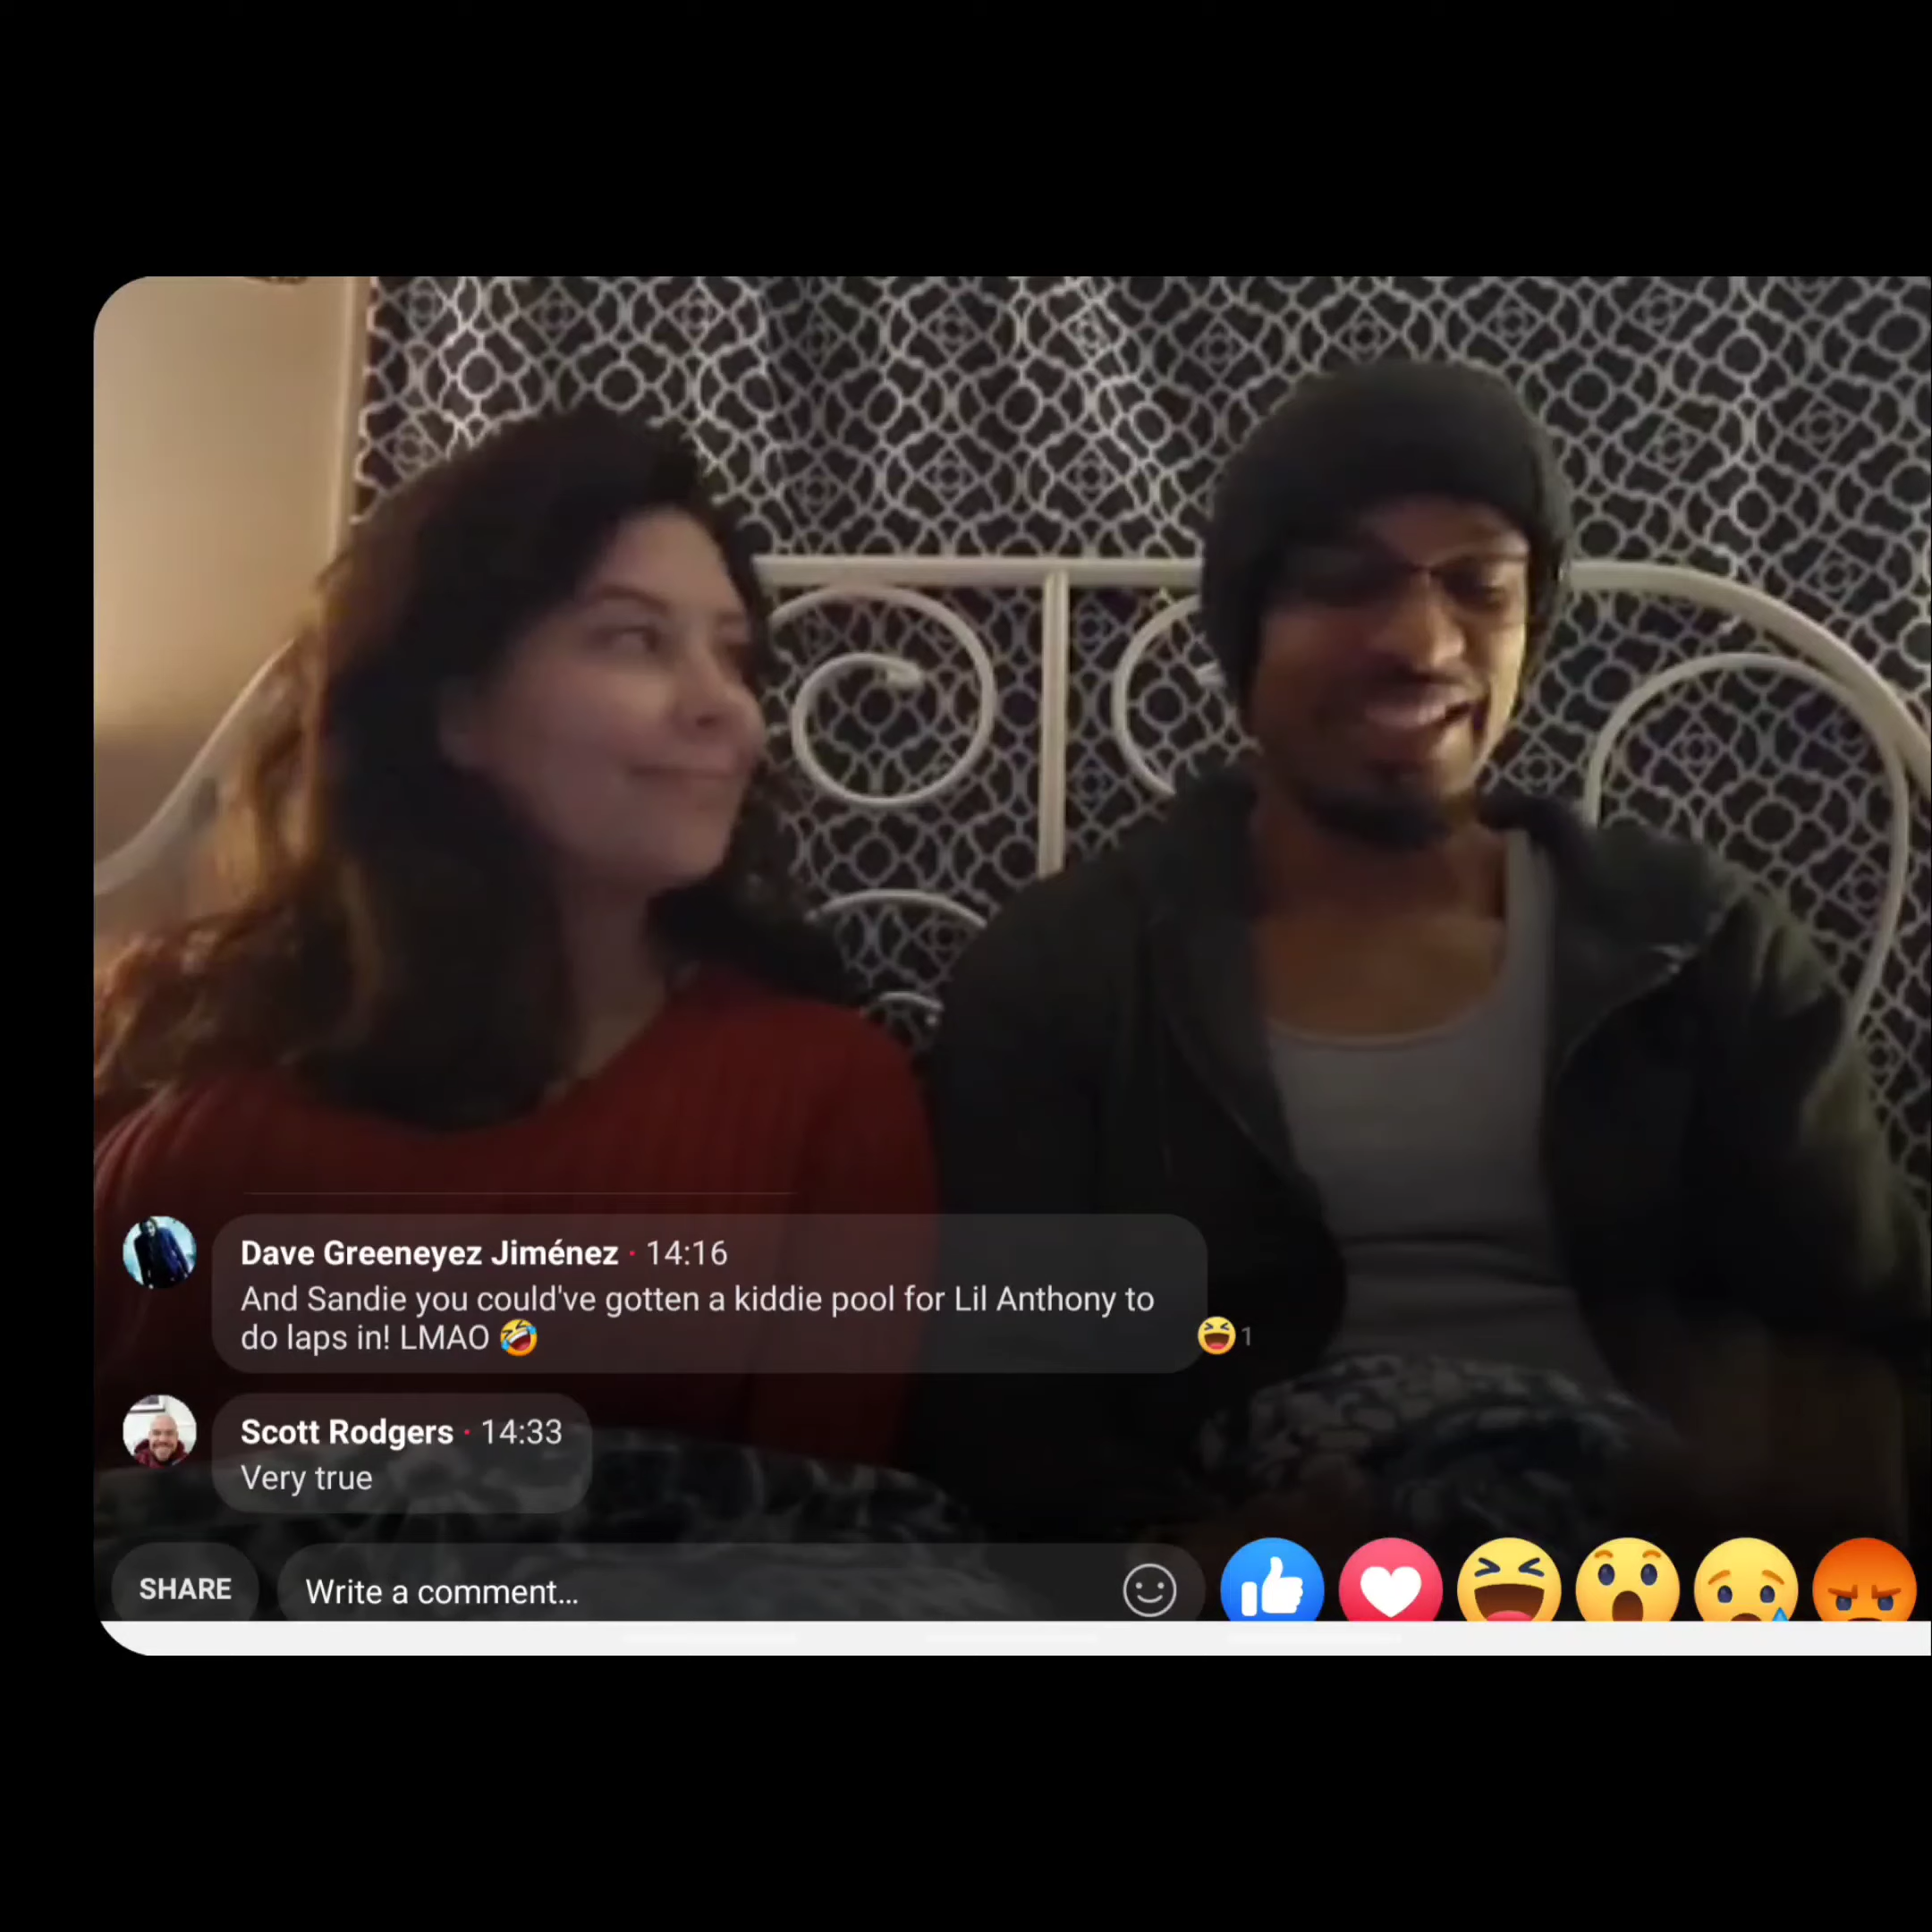 Dave Greeneyez Jiménez · 14:16
And Sandie you could've gotten a kiddie pool for Lil Anthony to
do laps in! LMAO 🤣
1
Scott Rodgers · 14:33
Very true
SHARE
Write a comment...